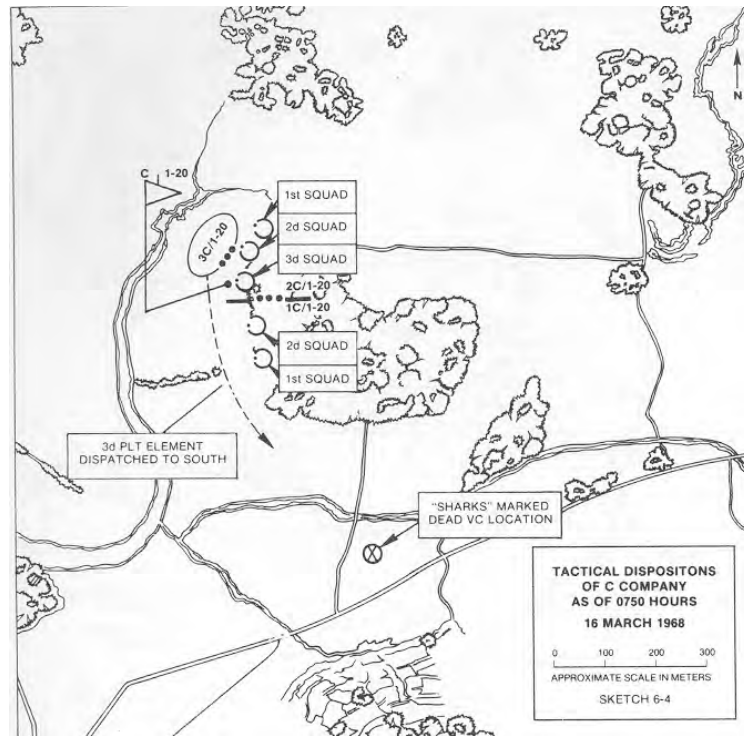 N
C 1-20
1st SQUAD
2d SQUAD
3d SQUAD
3C/1-20
2C/1-20
1C/1-20
2d SQUAD
1st SQUAD
3d PLT ELEMENT
DISPATCHED TO SOUTH
"SHARKS" MARKED
DEAD VC LOCATION
TACTICAL DISPOSITONS
OF C COMPANY
AS OF 0750 HOURS
16 MARCH 1968
0 100 200 300
APPROXIMATE SCALE IN METERS
SKETCH 6-4